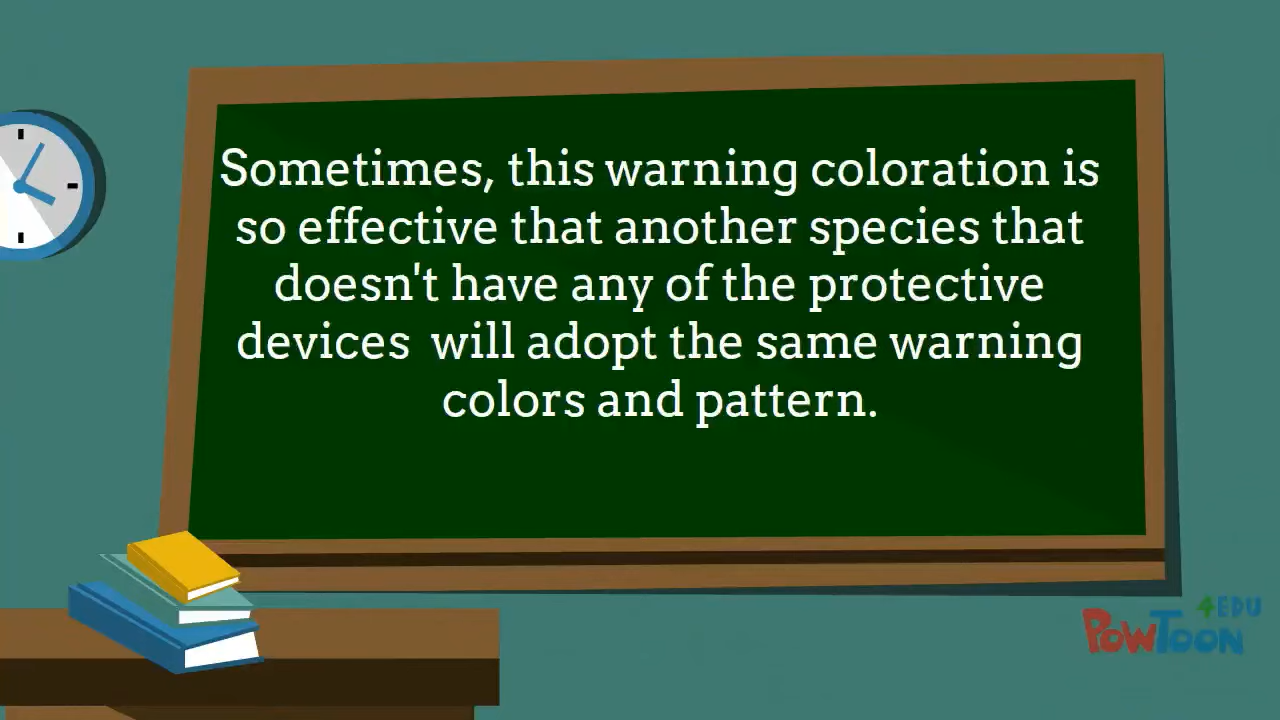 Sometimes, this warning coloration is
so effective that another species that
doesn't have any of the protective
devices  will adopt the same warning
colors and pattern.
4EDU
POWTOON